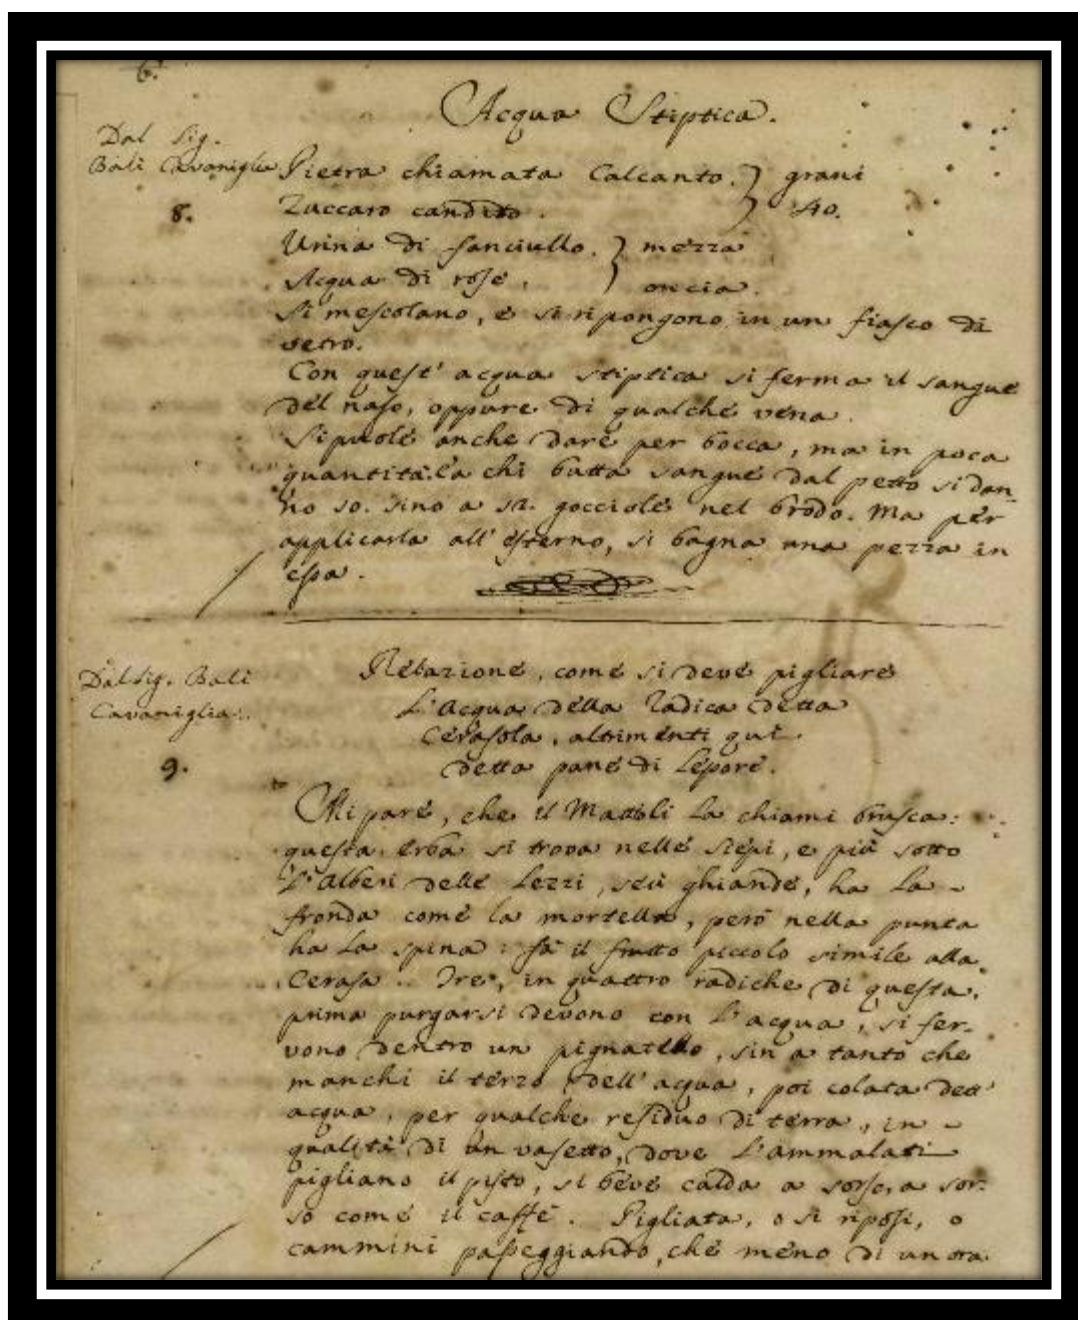 6.
Acqua Stiptica.
Dal Sig.
Bali Cavaniglia
8.
Pietra chiamata Calcanto. } grani
Zuccaro candito. } 40.
Urina di fanciullo. } mezza
Acqua di rose. } oncia.
Si mescolano, e si ripongono in un fiasco di
vetro.
Con quest' acqua stiptica si ferma il sangue
del naso, oppure di qualche vena.
Si puole anche dare per bocca, ma in poca
quantità. E a chi butta sangue dal petto si dan-
no 10. sino a 12. gocciole nel brodo. Ma per
applicarla all' esterno, si bagna una pezza in
essa.
Dal Sig. Bali
Cavaniglia.
9.
Relazione, come si deve pigliare
L'Acqua della Radica detta
Cerasola, altrimenti qui
detta pane di Lepore.
Mi pare, che il Mattioli La chiami brusca:
questa erba si trova nelle siepi, e più sotto
L'Alberi delle Lezzi, seu ghiande, ha La
fronda come la mortella, però nella punta
ha La spina: fà il frutto piccolo simile alla
Cerasa. Tre, in quattro radiche di questa,
prima purgarsi devono con L'acqua, si fer-
vono dentro un pignatello, sin a tanto che
manchi il terzo dell' acqua, poi colata dett'
acqua, per qualche residuo di terra, in
qualità di un vasetto, dove L'ammalati
pigliano il pisto, si beve calda a sorso, a sor-
so come il caffè. Pigliata, o si riposi, o
cammini passeggiando, che meno di un ora